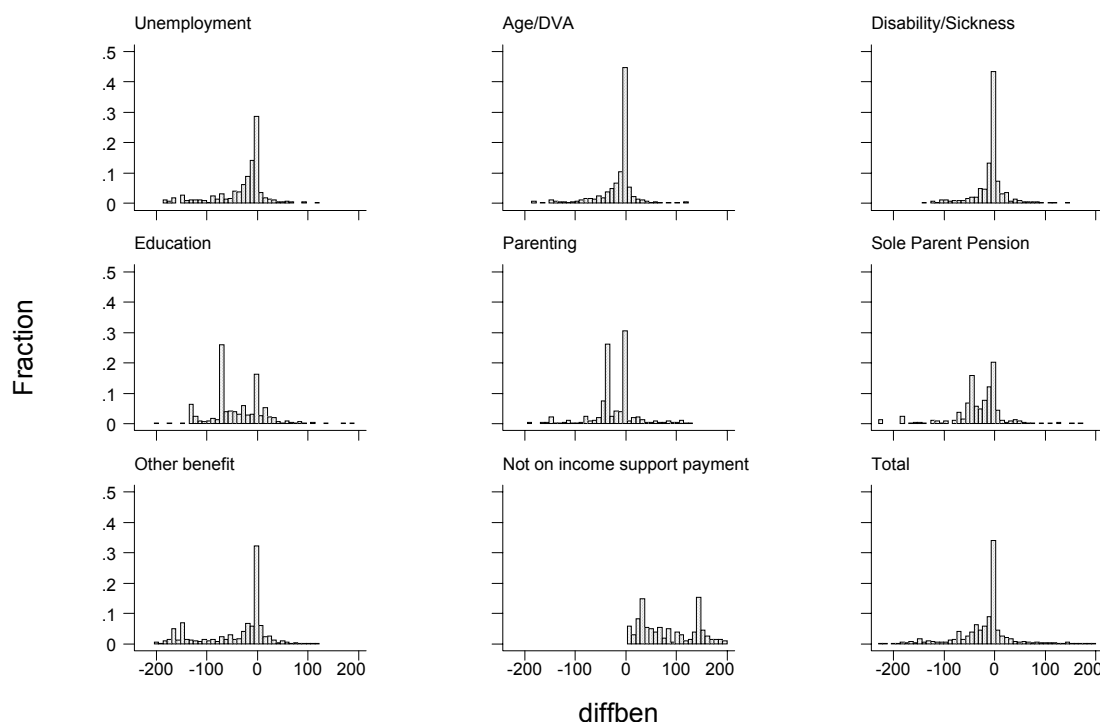 Unemployment
Age/DVA
Disability/Sickness
.5
.4
.3
.2
.1
0
Education
Parenting
Sole Parent Pension
.5
.4
.3
.2
.1
0
Fraction
Other benefit
Not on income support payment
Total
.5
.4
.3
.2
.1
0
-200 -100 0 100 200
-200 -100 0 100 200
-200 -100 0 100 200
diffben